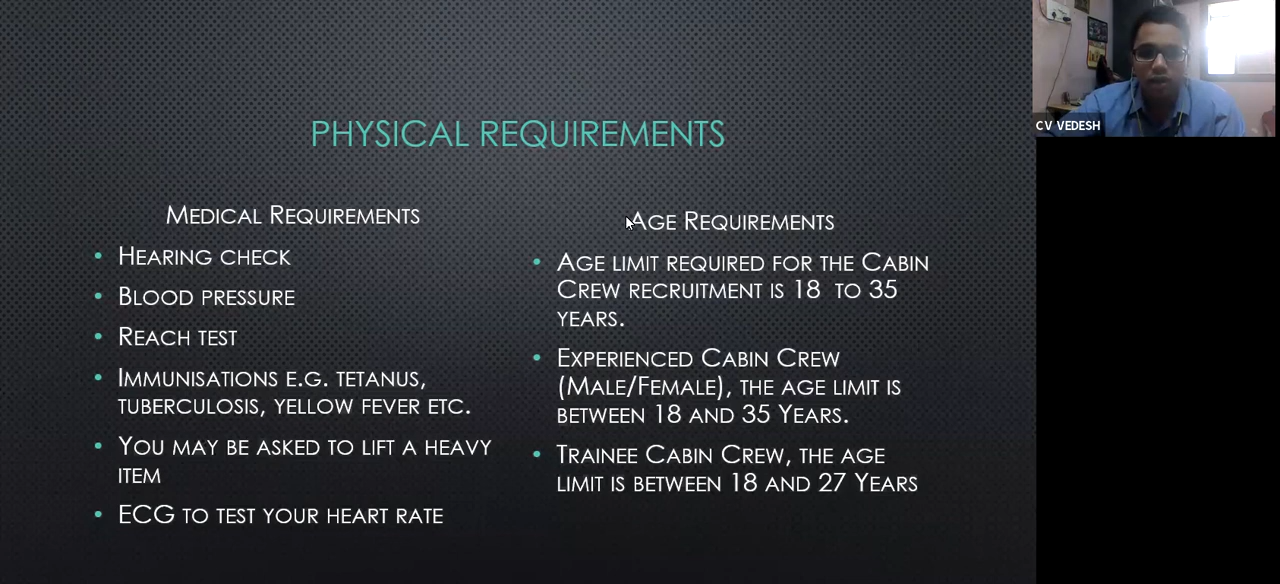 PHYSICAL REQUIREMENTS
MEDICAL REQUIREMENTS
• HEARING CHECK
• BLOOD PRESSURE
• REACH TEST
• IMMUNISATIONS E.G. TETANUS,
TUBERCULOSIS, YELLOW FEVER ETC.
• YOU MAY BE ASKED TO LIFT A HEAVY
ITEM
• ECG TO TEST YOUR HEART RATE
AGE REQUIREMENTS
• AGE LIMIT REQUIRED FOR THE CABIN
CREW RECRUITMENT IS 18 TO 35
YEARS.
• EXPERIENCED CABIN CREW
(MALE/FEMALE), THE AGE LIMIT IS
BETWEEN 18 AND 35 YEARS.
• TRAINEE CABIN CREW, THE AGE
LIMIT IS BETWEEN 18 AND 27 YEARS
CV VEDESH